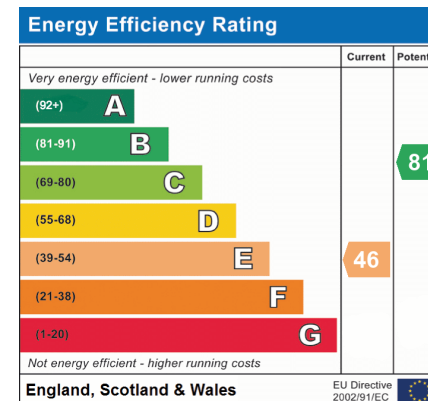 Energy Efficiency Rating
Current Potent
Very energy efficient - lower running costs
(92+) A
(81-91) B
81
(69-80) C
(55-68) D
(39-54) E
46
(21-38) F
(1-20) G
Not energy efficient - higher running costs
England, Scotland & Wales
EU Directive
2002/91/EC